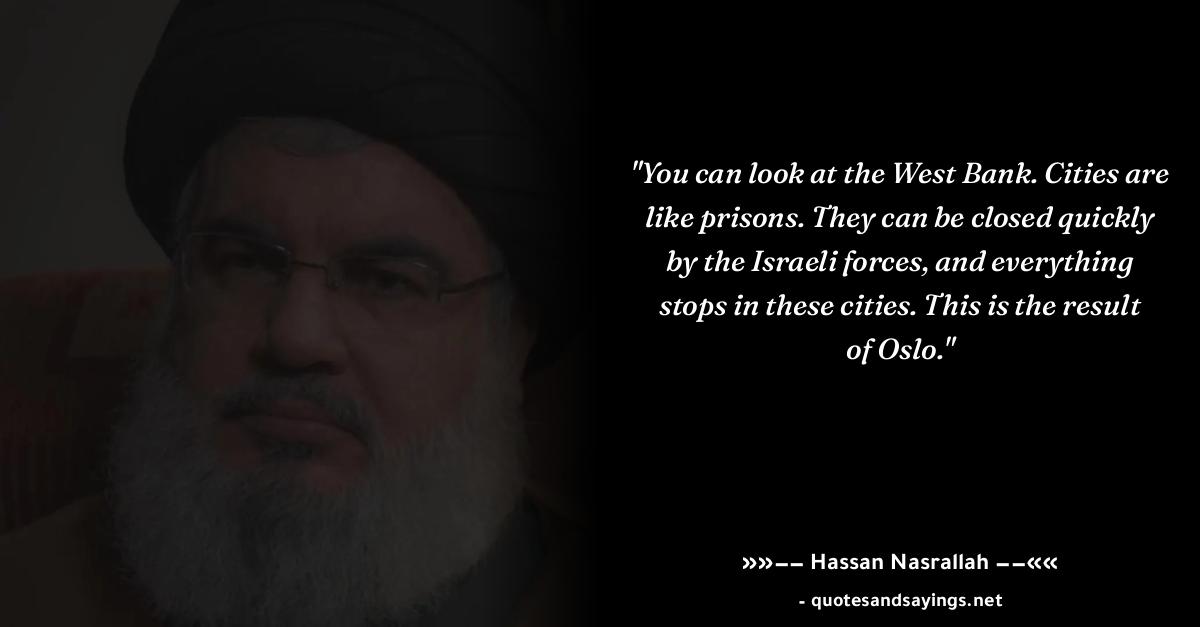 "You can look at the West Bank. Cities are
like prisons. They can be closed quickly
by the Israeli forces, and everything
stops in these cities. This is the result
of Oslo."
»»–– Hassan Nasrallah ––««
- quotesandsayings.net